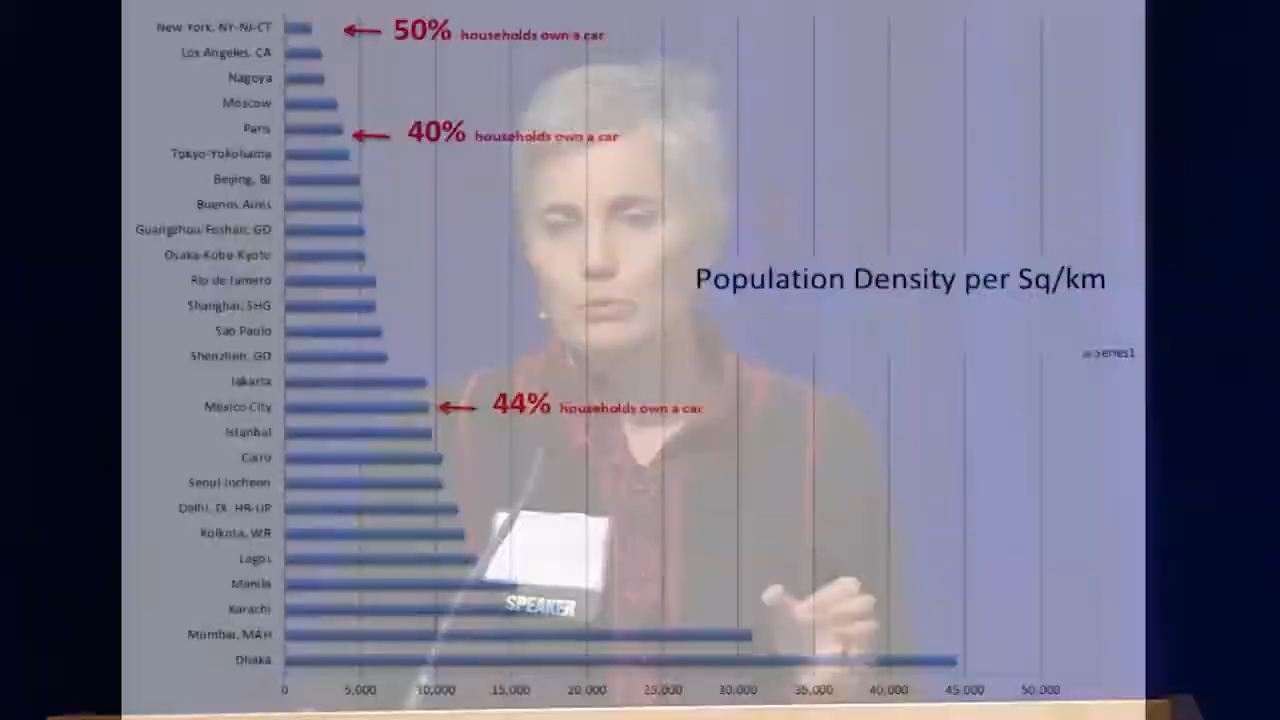 New York, NY-NJ-CT
50% households own a car
Los Angeles, CA
Nagoya
Moscow
Paris
40% households own a car
Tokyo-Yokohama
Beijing, BJ
Buenos Aires
Guangzhou-Foshan, GD
Osaka-Kobe-Kyoto
Rio de Janeiro
Population Density per Sq/km
Shanghai, SHG
Sao Paulo
Series1
Shenzhen, GD
Jakarta
Mexico City
44% households own a car
Istanbul
Cairo
Seoul-Incheon
Delhi, DL-HR-UP
Kolkota, WB
Lagos
Manila
Karachi
SPEAKER
Mumbai, MAH
Dhaka
0 5,000 10,000 15,000 20,000 25,000 30,000 35,000 40,000 45,000 50,000